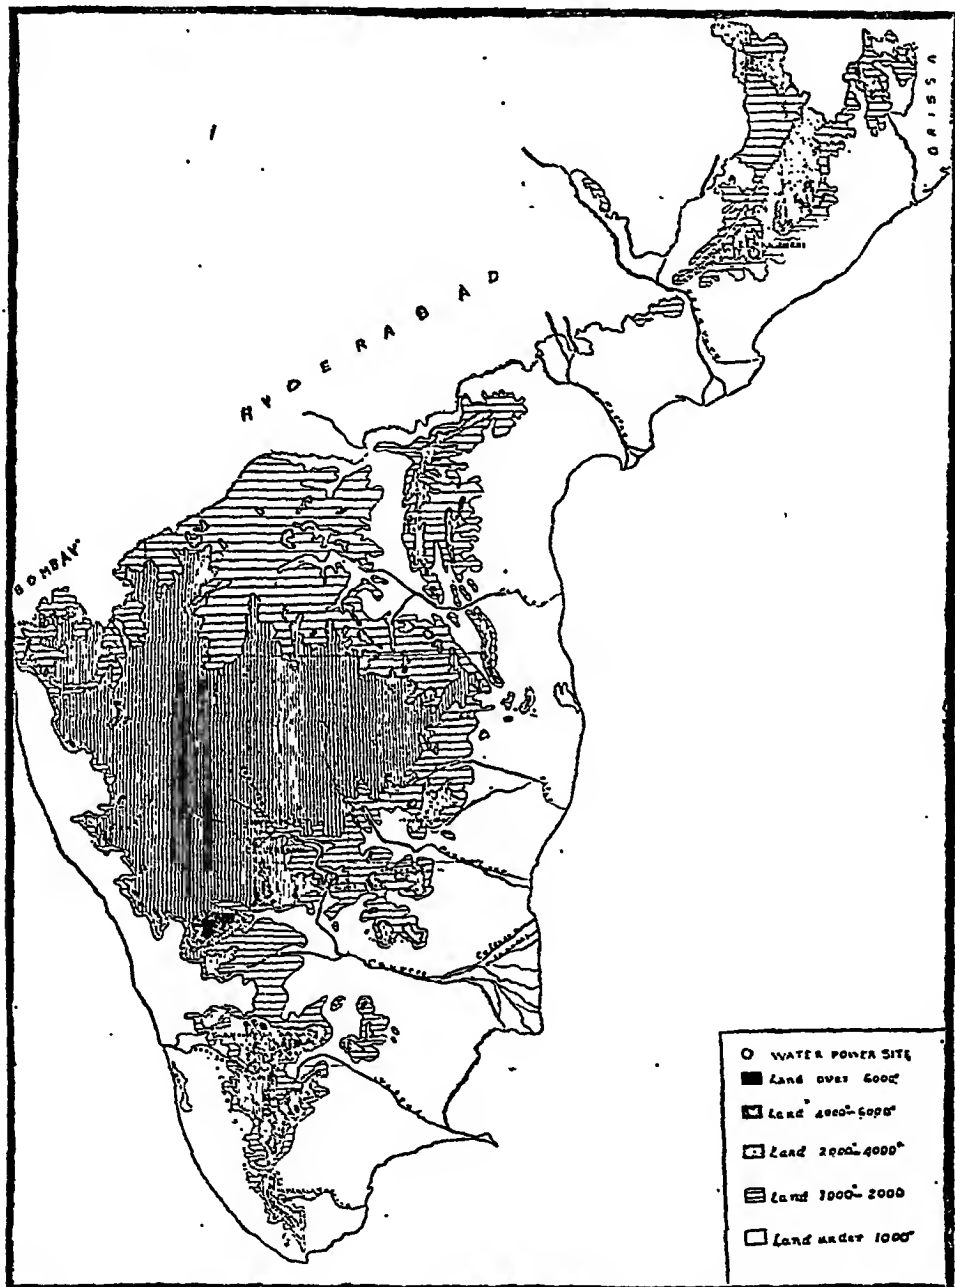 ORISSA
HYDERABAD
BOMBAY
Cauvery
WATER POWER SITE
Land over 6000'
Land 4000'-6000'
Land 2000'-4000'
Land 1000'-2000
Land under 1000'